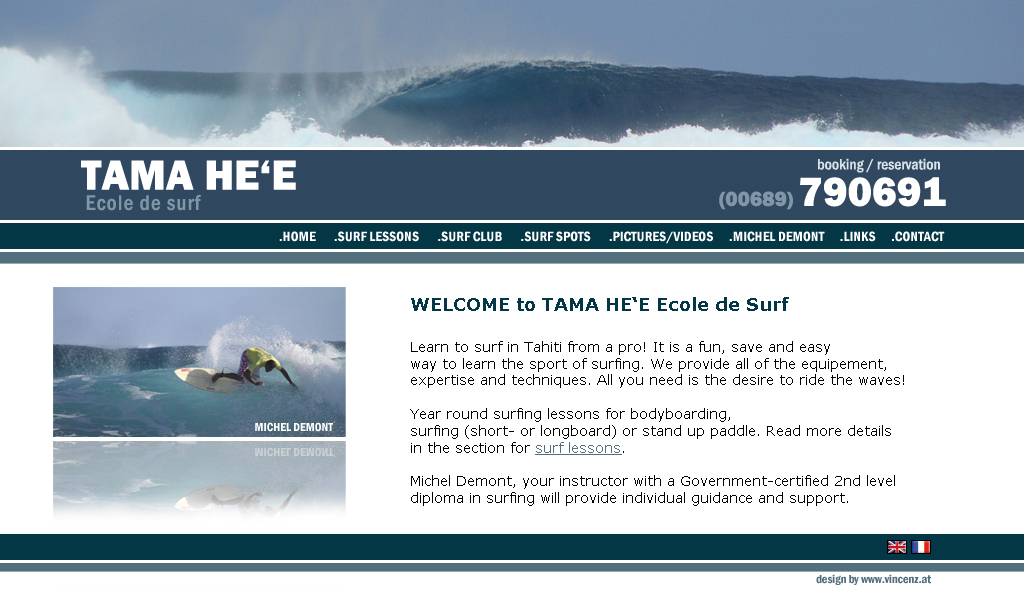 TAMA HE‘E
Ecole de surf
booking / reservation
(00689) 790691
.HOME .SURF LESSONS .SURF CLUB .SURF SPOTS .PICTURES/VIDEOS .MICHEL DEMONT .LINKS .CONTACT
WELCOME to TAMA HE‘E Ecole de Surf
MICHEL DEMONT
Learn to surf in Tahiti from a pro! It is a fun, save and easy
way to learn the sport of surfing. We provide all of the equipement,
expertise and techniques. All you need is the desire to ride the waves!
Year round surfing lessons for bodyboarding,
surfing (short- or longboard) or stand up paddle. Read more details
in the section for surf lessons.
Michel Demont, your instructor with a Government-certified 2nd level
diploma in surfing will provide individual guidance and support.
design by www.vincenz.at